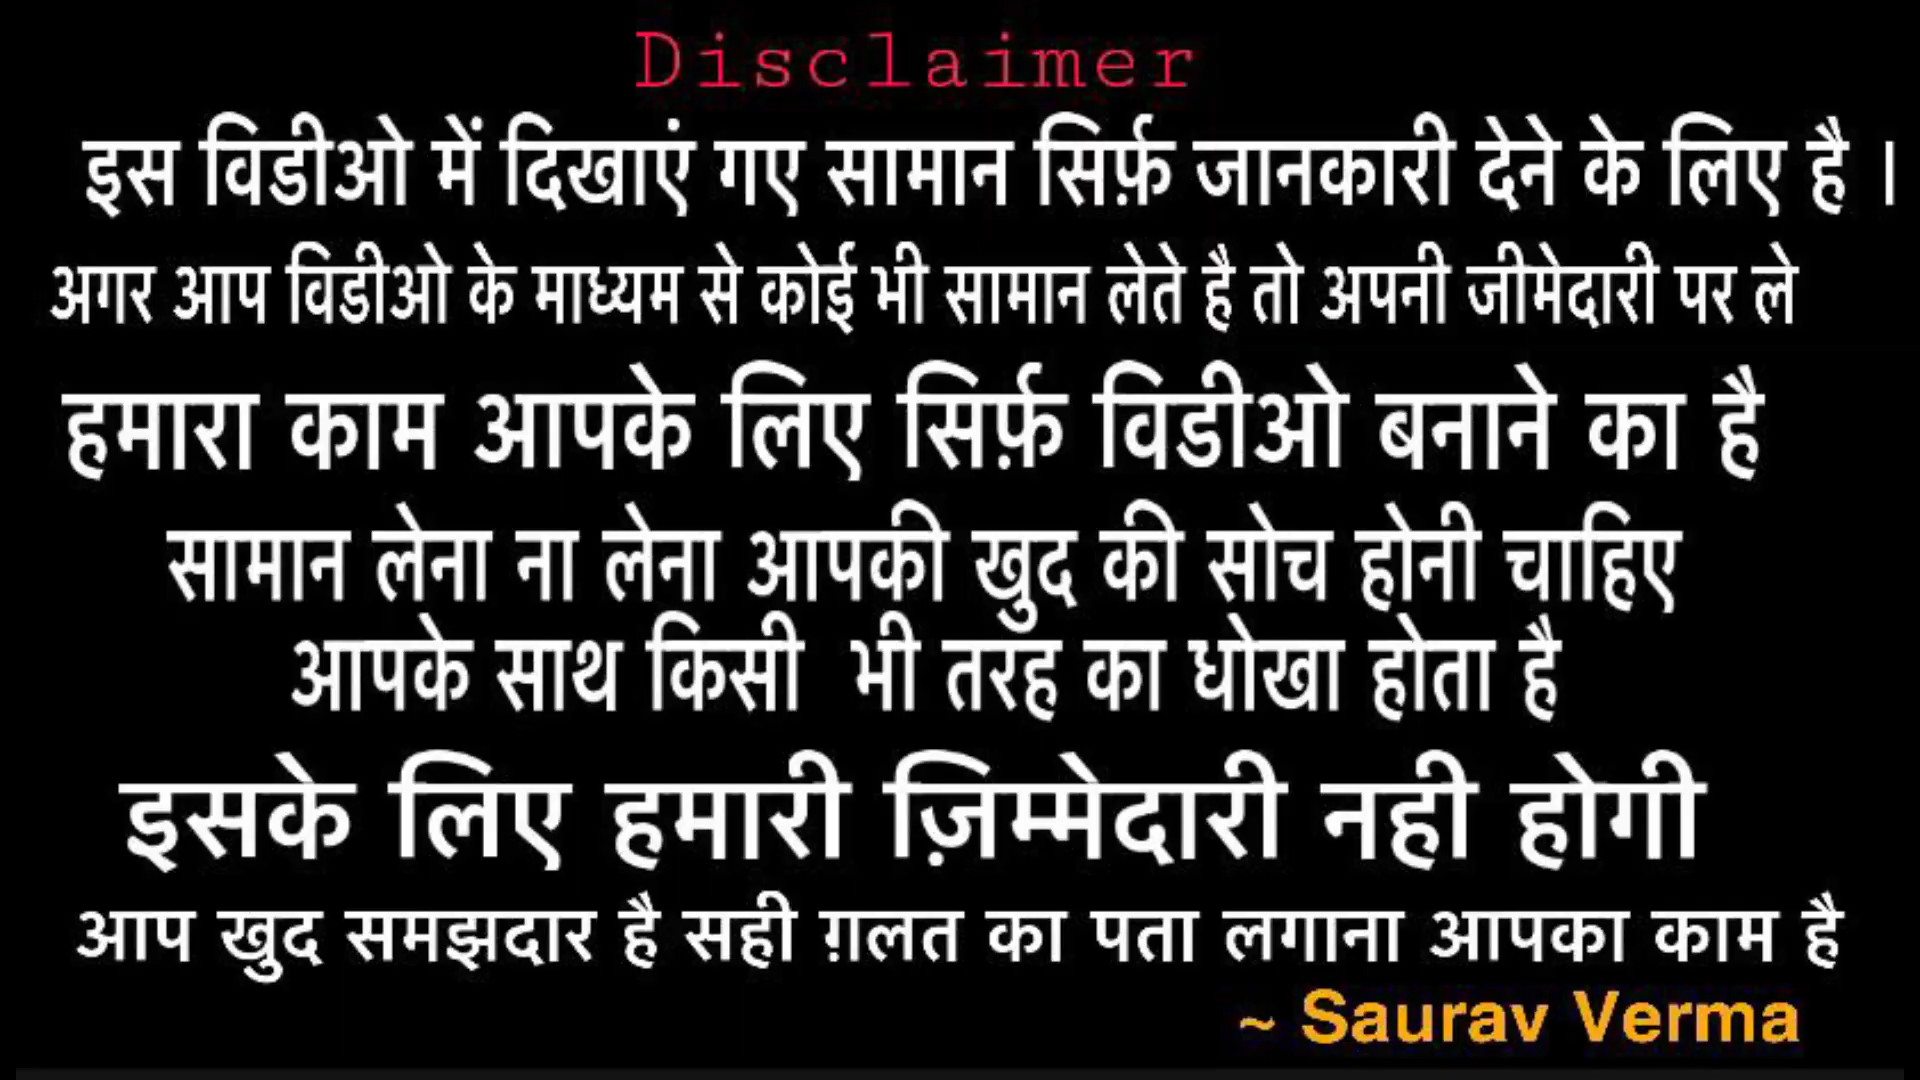 Disclaimer
इस विडीओ में दिखाएं गए सामान सिर्फ़ जानकारी देने के लिए है ।
अगर आप विडीओ के माध्यम से कोई भी सामान लेते है तो अपनी जीमेदारी पर ले
हमारा काम आपके लिए सिर्फ़ विडीओ बनाने का है
सामान लेना ना लेना आपकी खुद की सोच होनी चाहिए
आपके साथ किसी भी तरह का धोखा होता है
इसके लिए हमारी ज़िम्मेदारी नही होगी
आप खुद समझदार है सही ग़लत का पता लगाना आपका काम है
~ Saurav Verma